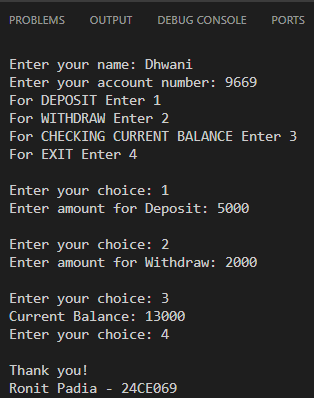 PROBLEMS OUTPUT DEBUG CONSOLE PORTS
Enter your name: Dhwani
Enter your account number: 9669
For DEPOSIT Enter 1
For WITHDRAW Enter 2
For CHECKING CURRENT BALANCE Enter 3
For EXIT Enter 4
Enter your choice: 1
Enter amount for Deposit: 5000
Enter your choice: 2
Enter amount for Withdraw: 2000
Enter your choice: 3
Current Balance: 13000
Enter your choice: 4
Thank you!
Ronit Padia - 24CE069